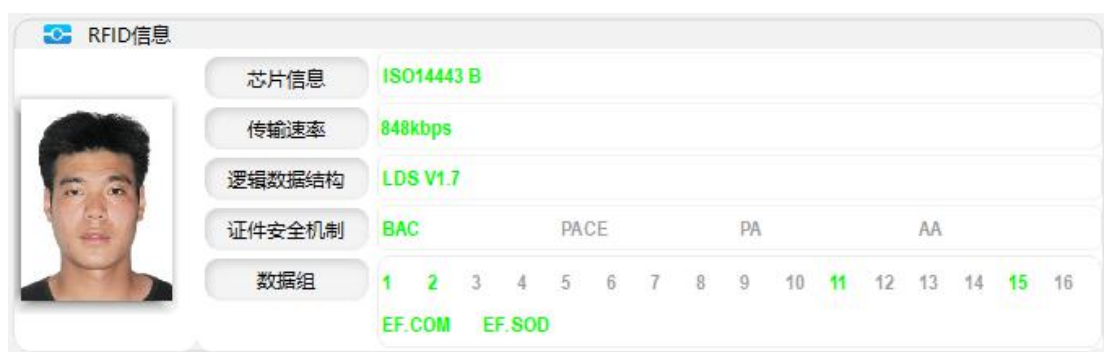 RFID信息
芯片信息 ISO14443 B
传输速率 848kbps
逻辑数据结构 LDS V1.7
证件安全机制 BAC PACE PA AA
数据组 1 2 3 4 5 6 7 8 9 10 11 12 13 14 15 16
EF.COM EF.SOD